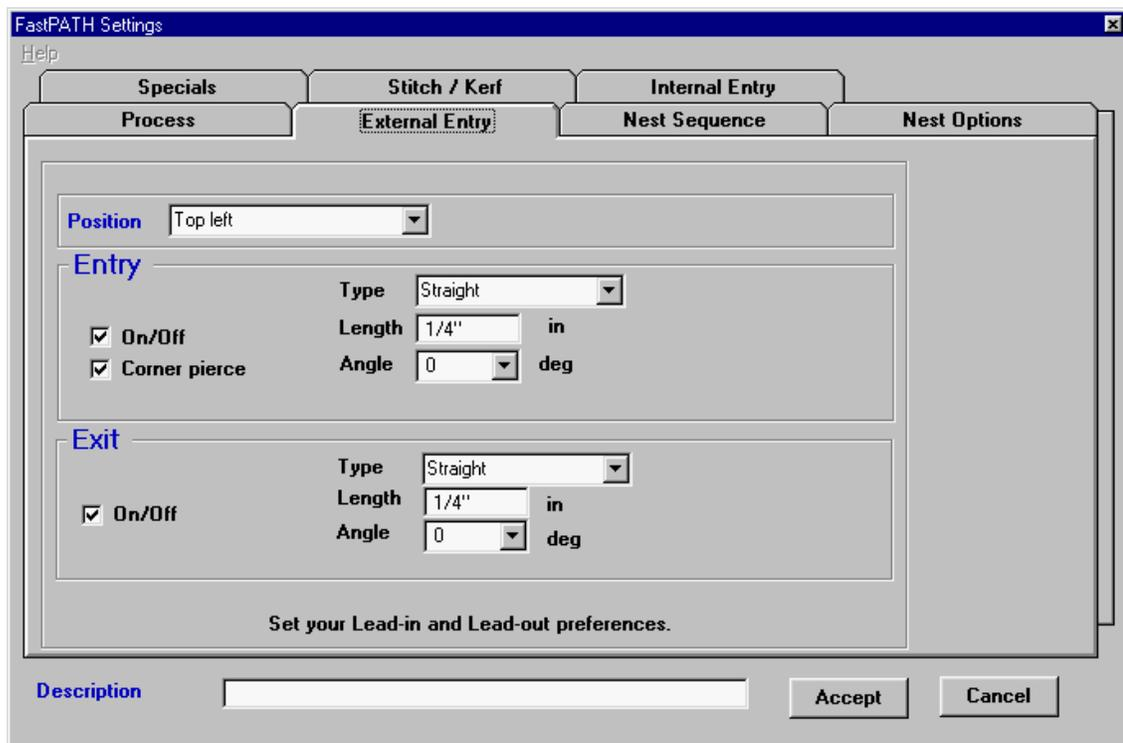 FastPATH Settings
Help
Specials Stitch / Kerf Internal Entry
Process External Entry Nest Sequence Nest Options
Position Top left
Entry
Type Straight
On/Off Length 1/4" in
Corner pierce Angle 0 deg
Exit
Type Straight
On/Off Length 1/4" in
Angle 0 deg
Set your Lead-in and Lead-out preferences.
Description Accept Cancel